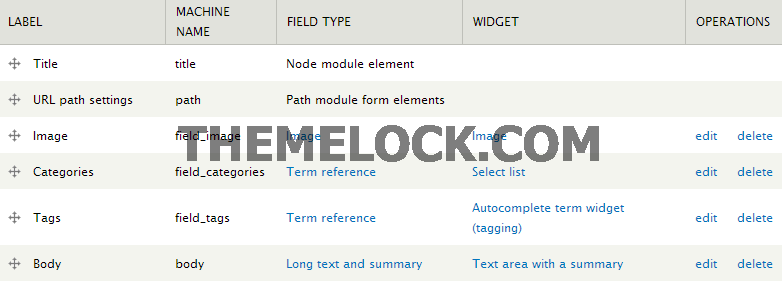 LABEL MACHINE NAME FIELD TYPE WIDGET OPERATIONS
Title title Node module element
URL path settings path Path module form elements
Image field_image Image Image edit delete
THEMELOCK.COM
Categories field_categories Term reference Select list edit delete
Tags field_tags Term reference Autocomplete term widget (tagging) edit delete
Body body Long text and summary Text area with a summary edit delete